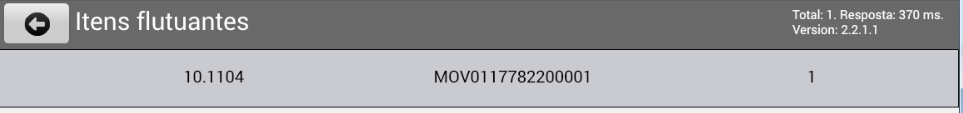 Itens flutuantes
Total: 1. Resposta: 370 ms.
Version: 2.2.1.1
10.1104 MOV0117782200001 1